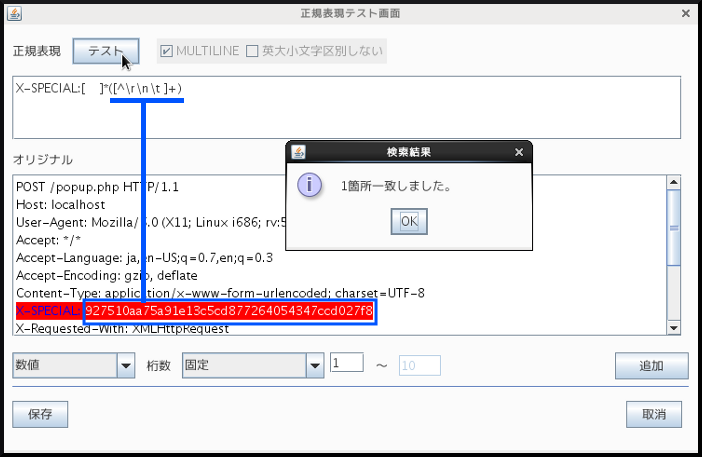 正規表現テスト画面
正規表現
テスト
MULTILINE
英大小文字区別しない
X-SPECIAL:[    ]*([^\r\n\t ]+)
検索結果
1箇所一致しました。
OK
オリジナル
POST /popup.php HTTP/1.1
Host: localhost
User-Agent: Mozilla/5.0 (X11; Linux i686; rv:5
Accept: */*
Accept-Language: ja,en-US;q=0.7,en;q=0.3
Accept-Encoding: gzip, deflate
Content-Type: application/x-www-form-urlencoded; charset=UTF-8
X-SPECIAL: 927510aa75a91e13c5cd877264054347ccd027f8
X-Requested-With: XMLHttpRequest
数値
桁数
固定
1
～
10
追加
保存
取消